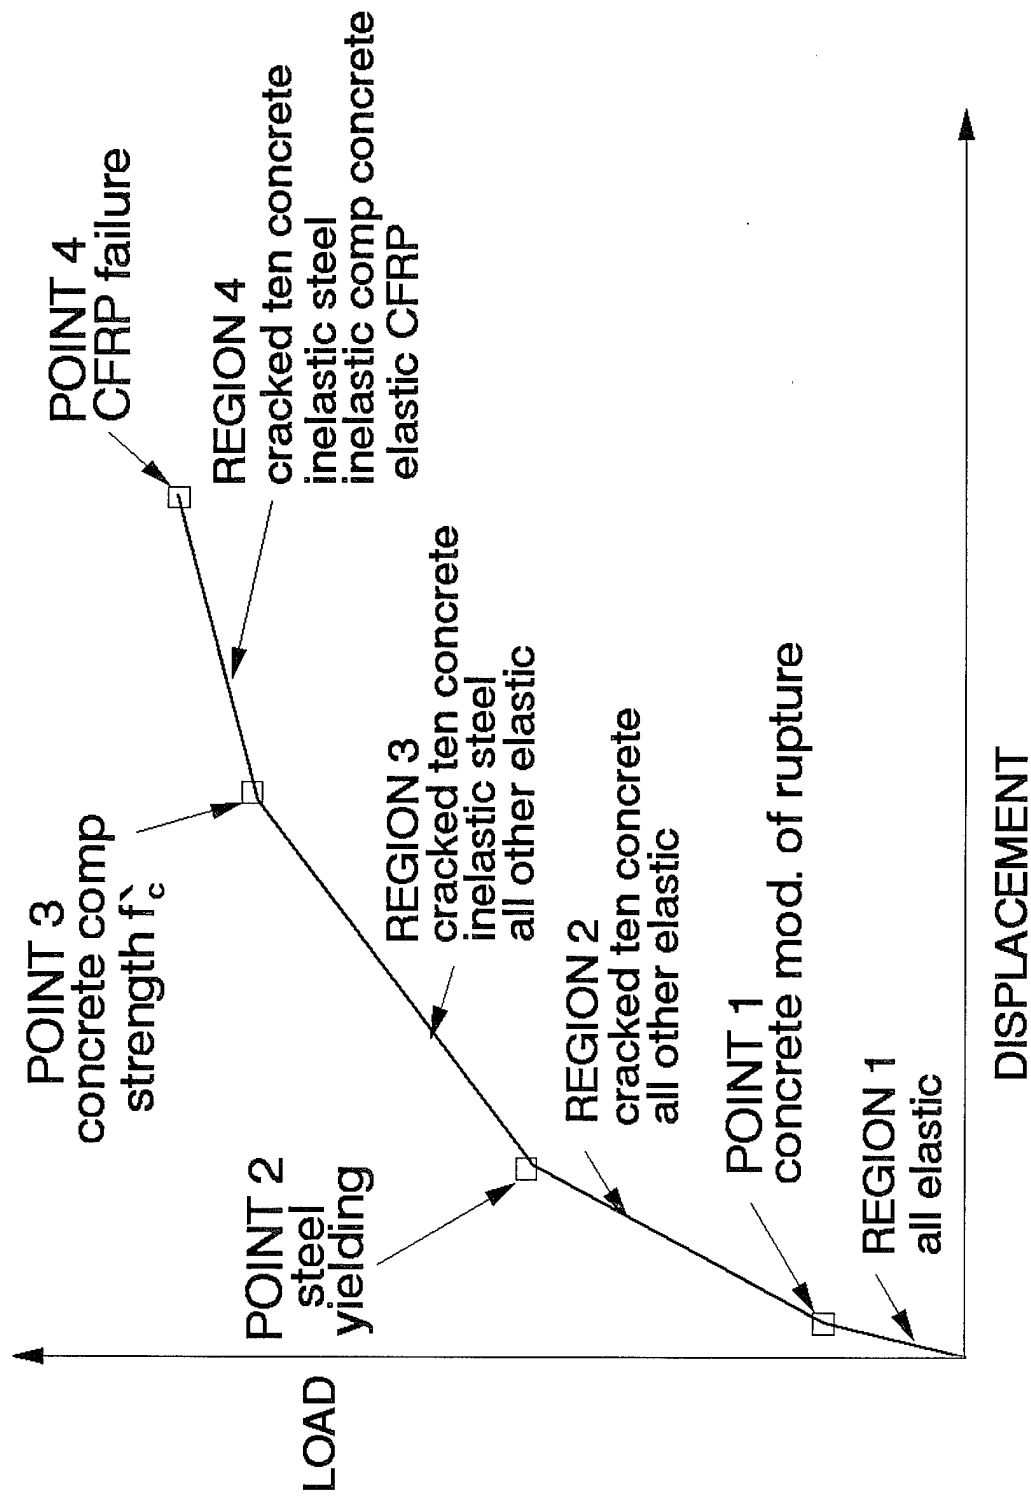 LOAD
POINT 4
CFRP failure
REGION 4
cracked ten concrete
inelastic steel
inelastic comp concrete
elastic CFRP
POINT 3
concrete comp
strength f`c
REGION 3
cracked ten concrete
inelastic steel
all other elastic
POINT 2
steel
yielding
REGION 2
cracked ten concrete
all other elastic
POINT 1
concrete mod. of rupture
REGION 1
all elastic
DISPLACEMENT